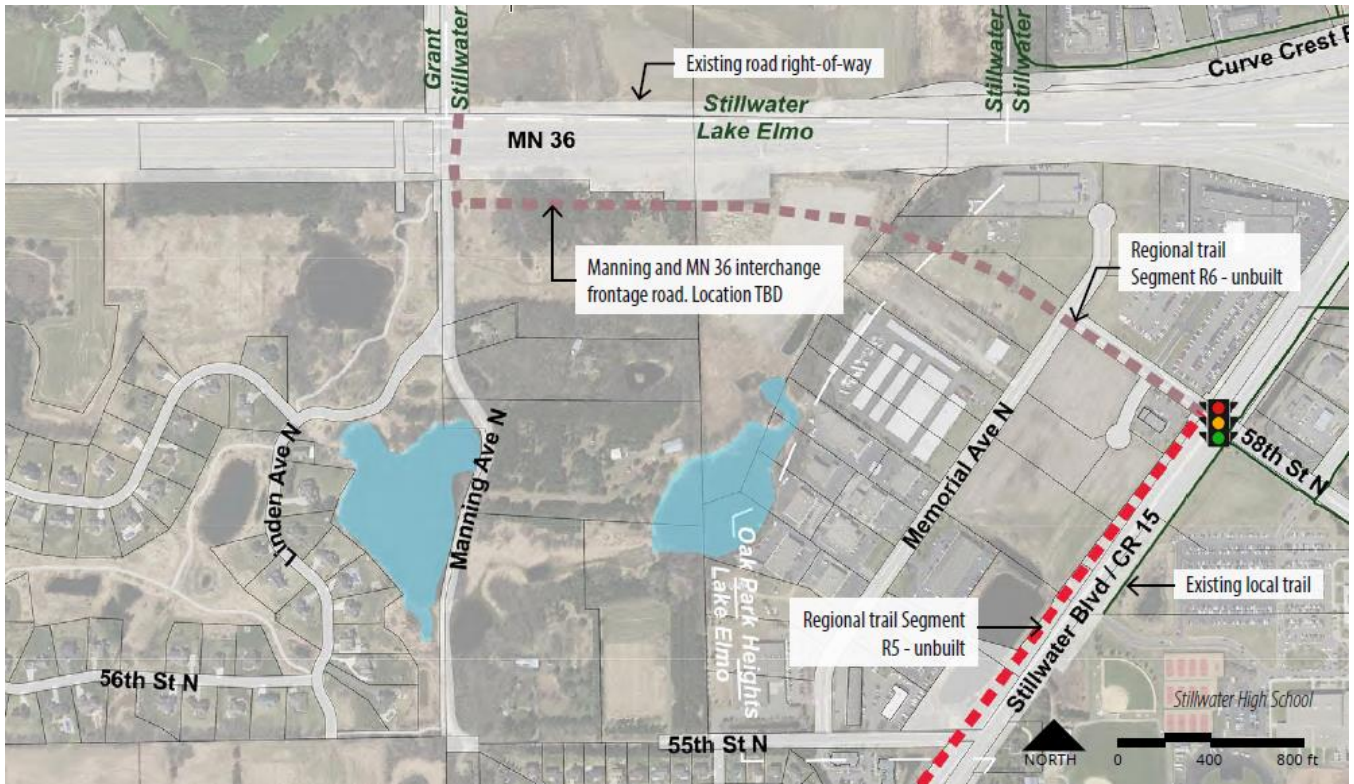 Grant
Stillwater
Existing road right-of-way
Stillwater
Lake Elmo
Stillwater
Stillwater
Curve Crest
MN 36
Manning and MN 36 interchange
frontage road. Location TBD
Regional trail
Segment R6 - unbuilt
Linden Ave N
Manning Ave N
Memorial Ave N
58th St N
Oak Park Heights
Lake Elmo
Stillwater Blvd / CR 15
Existing local trail
Regional trail Segment
R5 - unbuilt
56th St N
Stillwater High School
55th St N
NORTH
0 400 800 ft